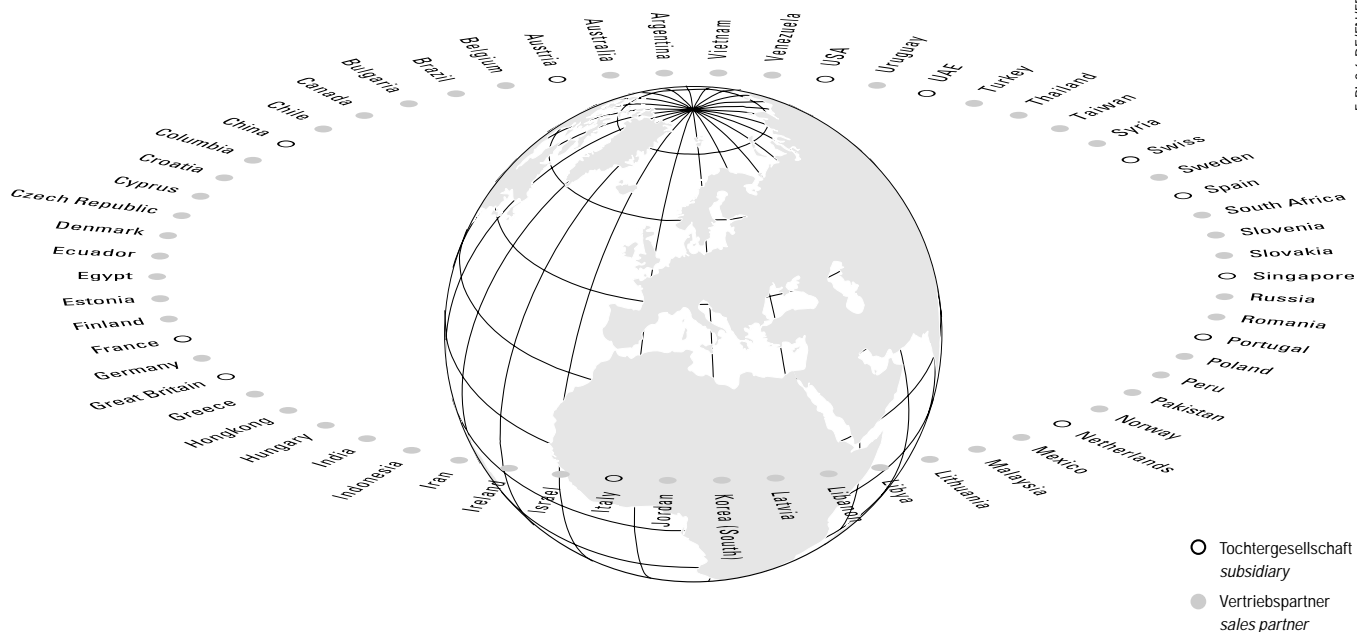 Argentina
Australia
Austria
Belgium
Brazil
Bulgaria
Canada
Chile
China
Columbia
Croatia
Cyprus
Czech Republic
Denmark
Ecuador
Egypt
Estonia
Finland
France
Germany
Great Britain
Greece
Hongkong
Hungary
India
Indonesia
Iran
Ireland
Israel
Italy
Jordan
Korea (South)
Latvia
Libanon
Libya
Lithuania
Malaysia
Mexico
Netherlands
Norway
Pakistan
Peru
Poland
Portugal
Romania
Russia
Singapore
Slovakia
Slovenia
South Africa
Spain
Sweden
Swiss
Syria
Taiwan
Thailand
Turkey
UAE
Uruguay
USA
Venezuela
Vietnam
Tochtergesellschaft
subsidiary
Vertriebspartner
sales partner